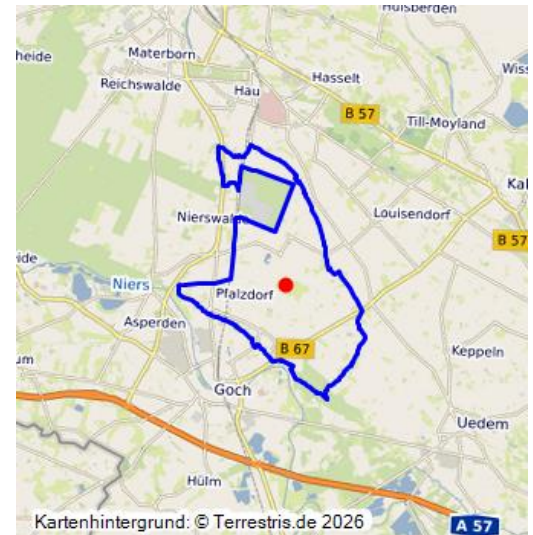 Huisberden
heide
Materborn
Hasselt
Wiss
Reichswalde
Hau
B 57
Till-Moyland
Kal
Nierswalde
Louisendorf
B 57
ide
Niers
Pfalzdorf
Asperden
B 67
um
Keppeln
Goch
Uedem
Hülm
Kartenhintergrund: © Terrestris.de 2026
A 57